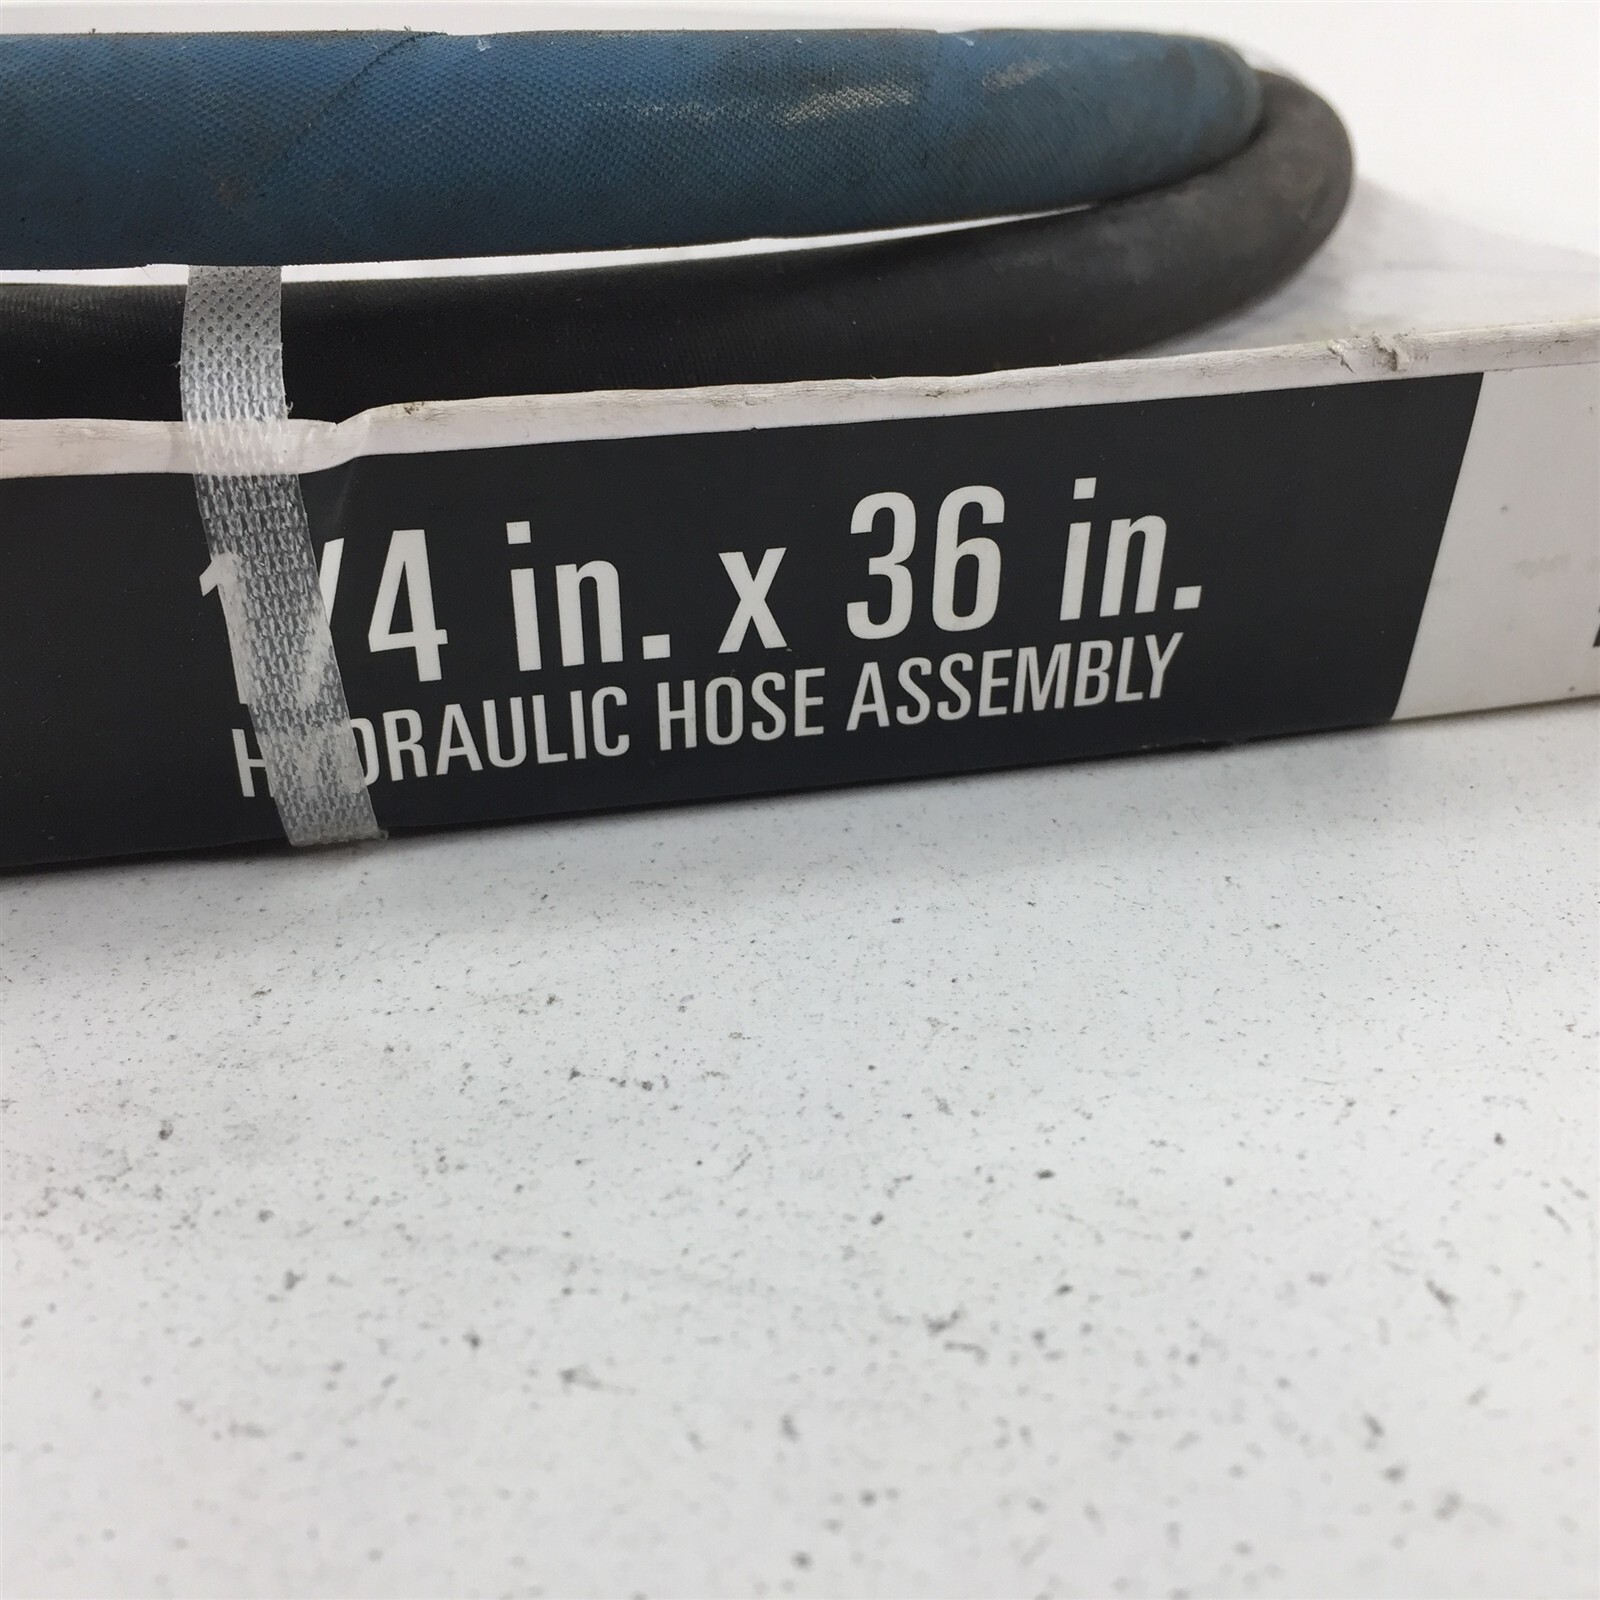 1/4 in. x 36 in.
HYDRAULIC HOSE ASSEMBLY